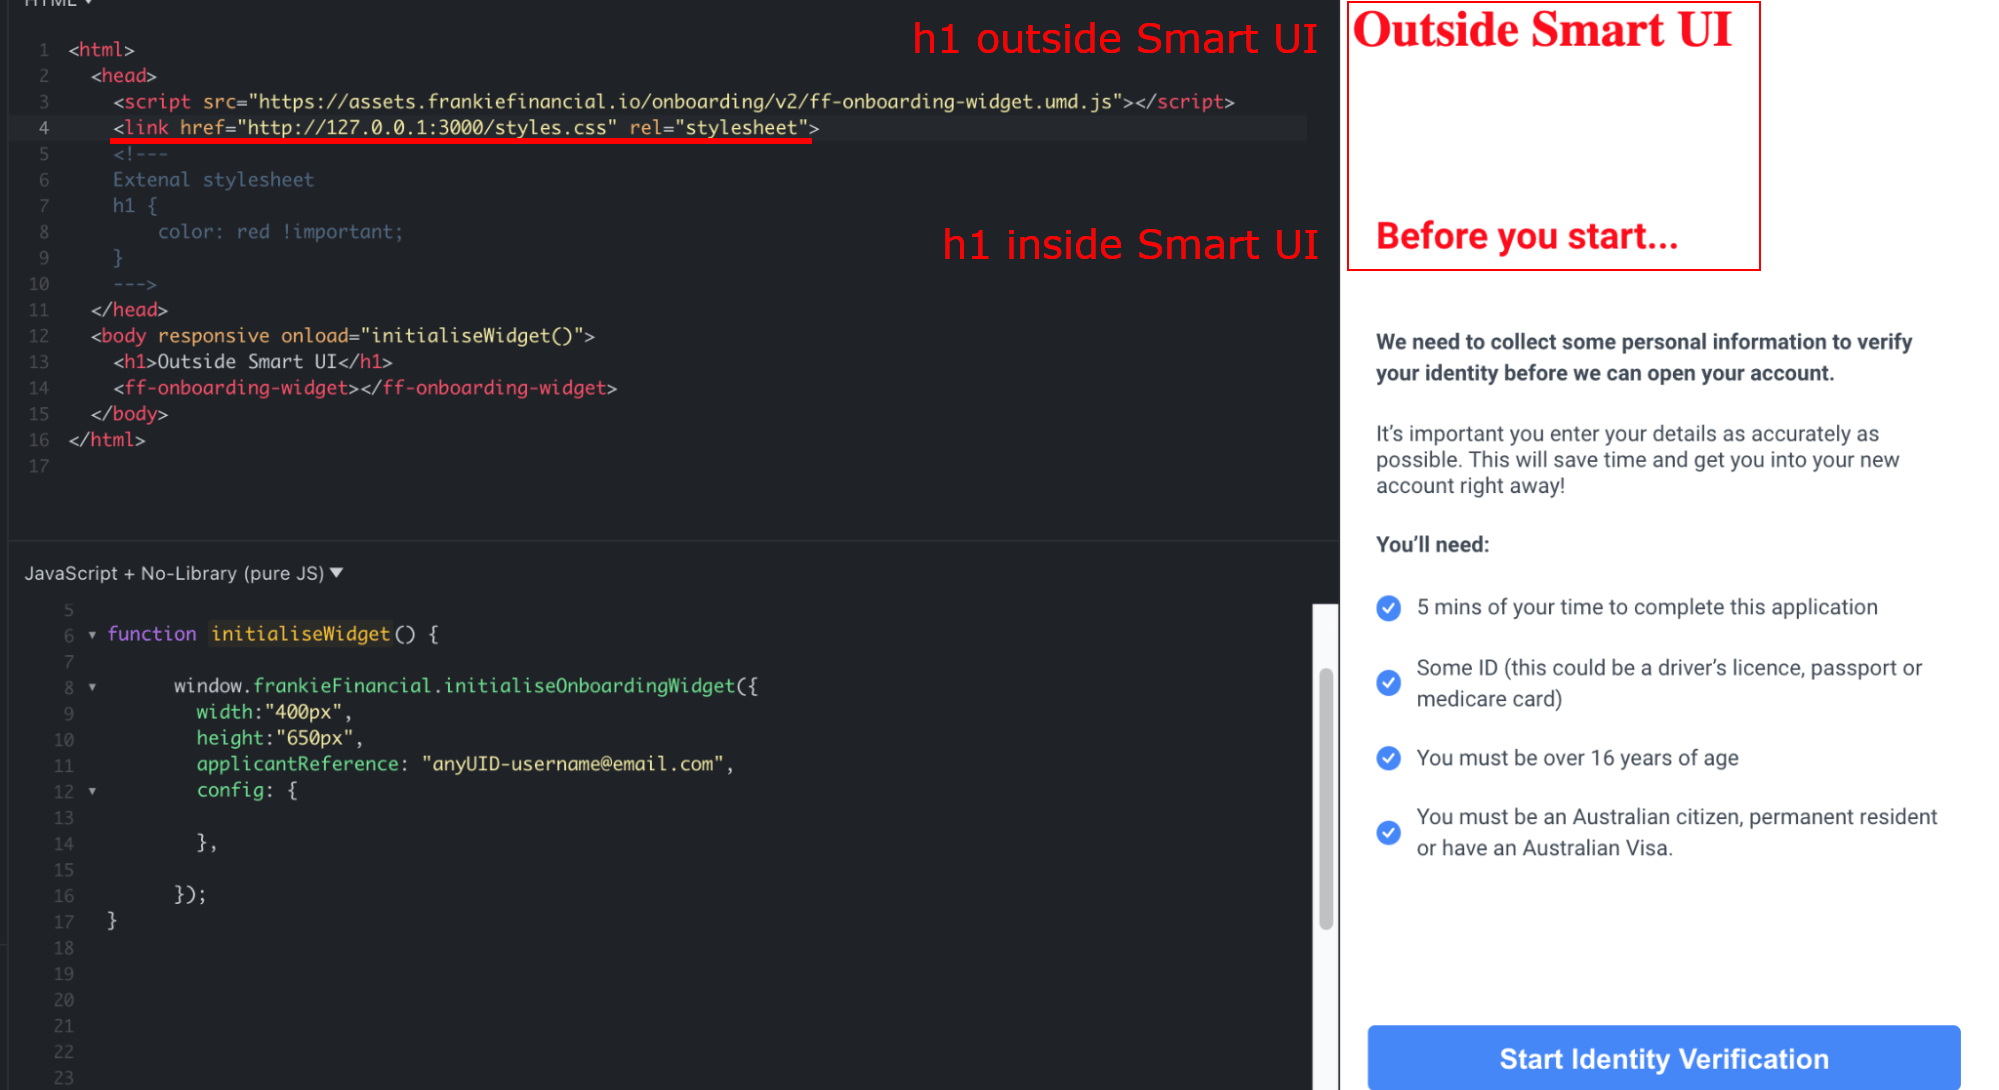 HTML
h1 outside Smart UI
1 <html>
2 <head>
3 <script src="https://assets.frankiefinancial.io/onboarding/v2/ff-onboarding-widget.umd.js"></script>
4 <link href="http://127.0.0.1:3000/styles.css" rel="stylesheet">
5 <!---
6 Extenal stylesheet
7 h1 {
8 color: red !important;
9 }
10 --->
11 </head>
12 <body responsive onload="initialiseWidget()">
13 <h1>Outside Smart UI</h1>
14 <ff-onboarding-widget></ff-onboarding-widget>
15 </body>
16 </html>
17
h1 inside Smart UI
JavaScript + No-Library (pure JS)
5
6 function initialiseWidget() {
7
8 window.frankieFinancial.initialiseOnboardingWidget({
9 width:"400px",
10 height:"650px",
11 applicantReference: "anyUID-username@email.com",
12 config: {
13
14 },
15
16 });
17 }
18
19
20
21
22
23
Outside Smart UI
Before you start...
We need to collect some personal information to verify
your identity before we can open your account.
It’s important you enter your details as accurately as
possible. This will save time and get you into your new
account right away!
You’ll need:
5 mins of your time to complete this application
Some ID (this could be a driver’s licence, passport or
medicare card)
You must be over 16 years of age
You must be an Australian citizen, permanent resident
or have an Australian Visa.
Start Identity Verification